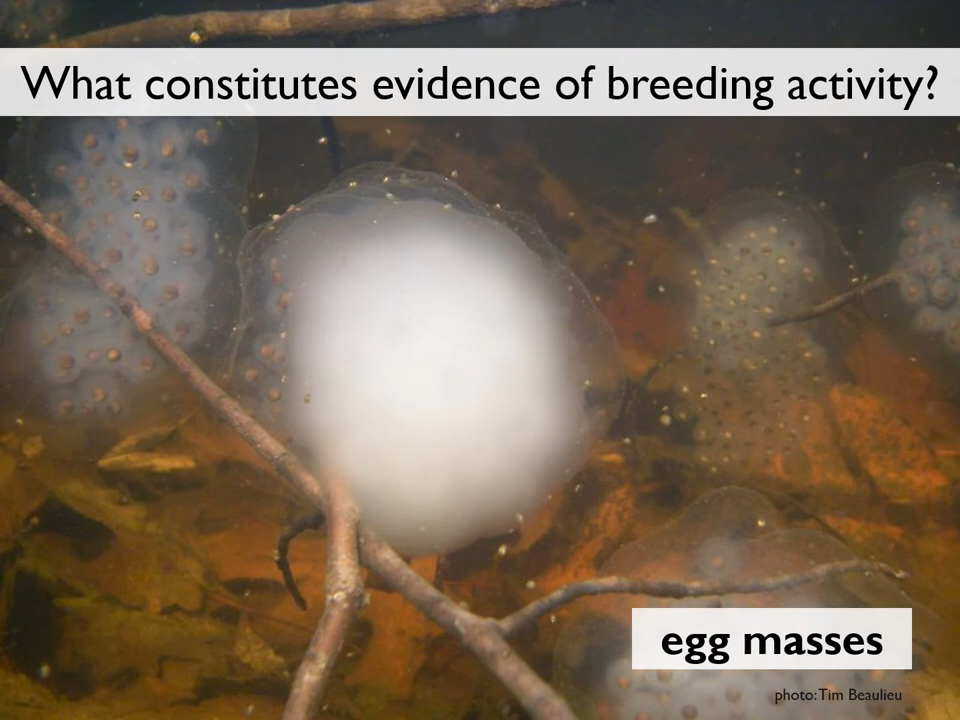 What constitutes evidence of breeding activity?
egg masses
photo: Tim Beaulieu